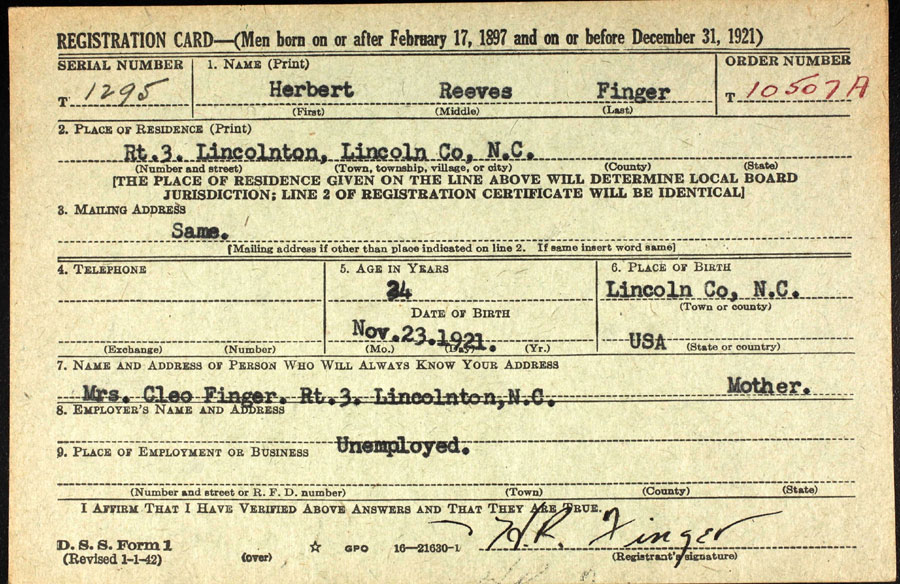 REGISTRATION CARD—(Men born on or after February 17, 1897 and on or before December 31, 1921)
SERIAL NUMBER
1. NAME (Print)
ORDER NUMBER
T 1295
Herbert Reeves Finger
T 10507A
(First) (Middle) (Last)
2. PLACE OF RESIDENCE (Print)
Rt.3. Lincolnton, Lincoln Co, N.C.
(Number and street) (Town, township, village, or city) (County) (State)
[THE PLACE OF RESIDENCE GIVEN ON THE LINE ABOVE WILL DETERMINE LOCAL BOARD
JURISDICTION; LINE 2 OF REGISTRATION CERTIFICATE WILL BE IDENTICAL]
3. MAILING ADDRESS
Same.
[Mailing address if other than place indicated on line 2. If same insert word same]
4. TELEPHONE
5. AGE IN YEARS
6. PLACE OF BIRTH
Lincoln Co, N.C.
(Town or county)
DATE OF BIRTH
Nov.23.1921.
USA (State or country)
(Exchange) (Number)
(Mo.) (Day) (Yr.)
7. NAME AND ADDRESS OF PERSON WHO WILL ALWAYS KNOW YOUR ADDRESS
Mrs. Cleo Finger. Rt.3. Lincolnton,N.C. Mother.
8. EMPLOYER'S NAME AND ADDRESS
Unemployed.
9. PLACE OF EMPLOYMENT OR BUSINESS
(Number and street or R. F. D. number) (Town) (County) (State)
I AFFIRM THAT I HAVE VERIFIED ABOVE ANSWERS AND THAT THEY ARE TRUE.
H.R. Finger
D. S. S. Form 1
(Revised 1-1-42) (over) ☆ GPO 16—21630-1
(Registrant's signature)